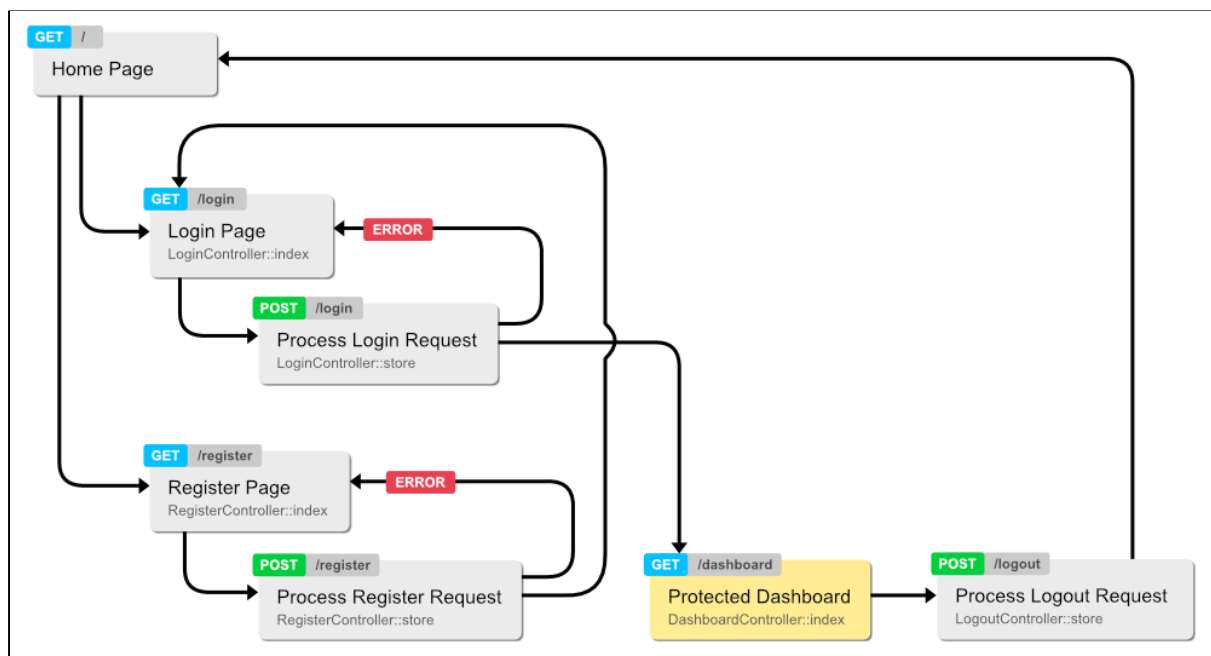 GET /
Home Page
GET /login
Login Page
LoginController::index
ERROR
POST /login
Process Login Request
LoginController::store
GET /register
Register Page
RegisterController::index
ERROR
POST /register
Process Register Request
RegisterController::store
GET /dashboard
Protected Dashboard
DashboardController::index
POST /logout
Process Logout Request
LogoutController::store